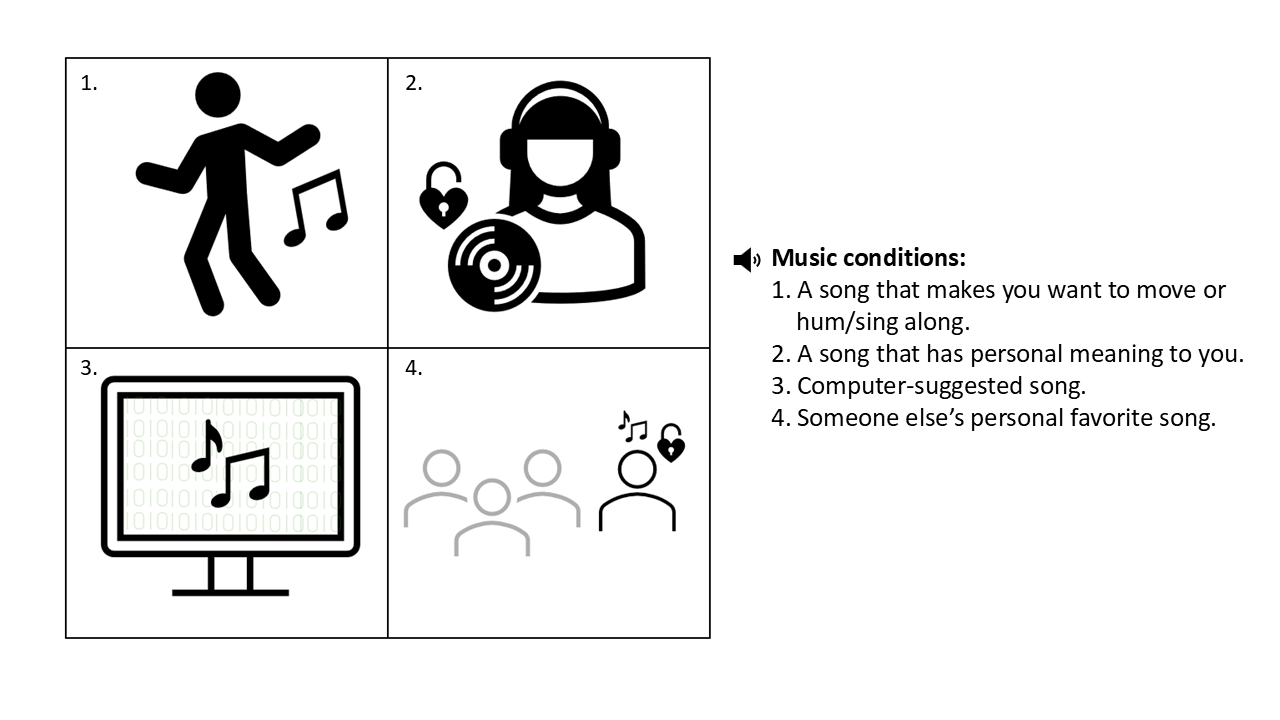 1.
2.
3.
4.
Music conditions:
1. A song that makes you want to move or
hum/sing along.
2. A song that has personal meaning to you.
3. Computer-suggested song.
4. Someone else’s personal favorite song.